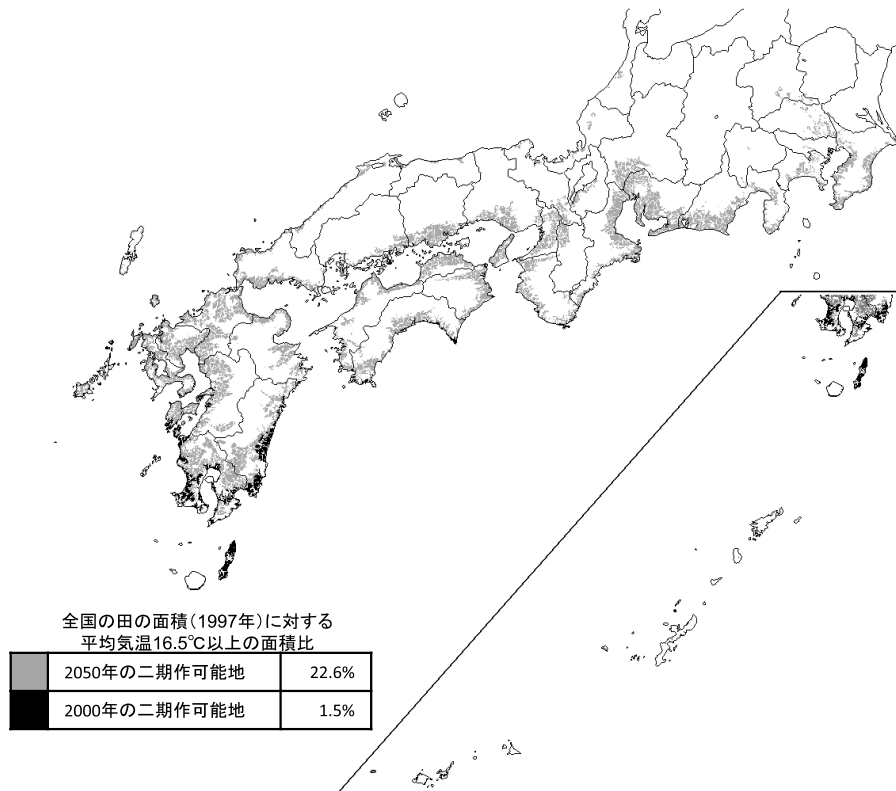 全国の田の面積（1997年）に対する
平均気温16.5℃以上の面積比
2050年の二期作可能地 22.6%
2000年の二期作可能地 1.5%